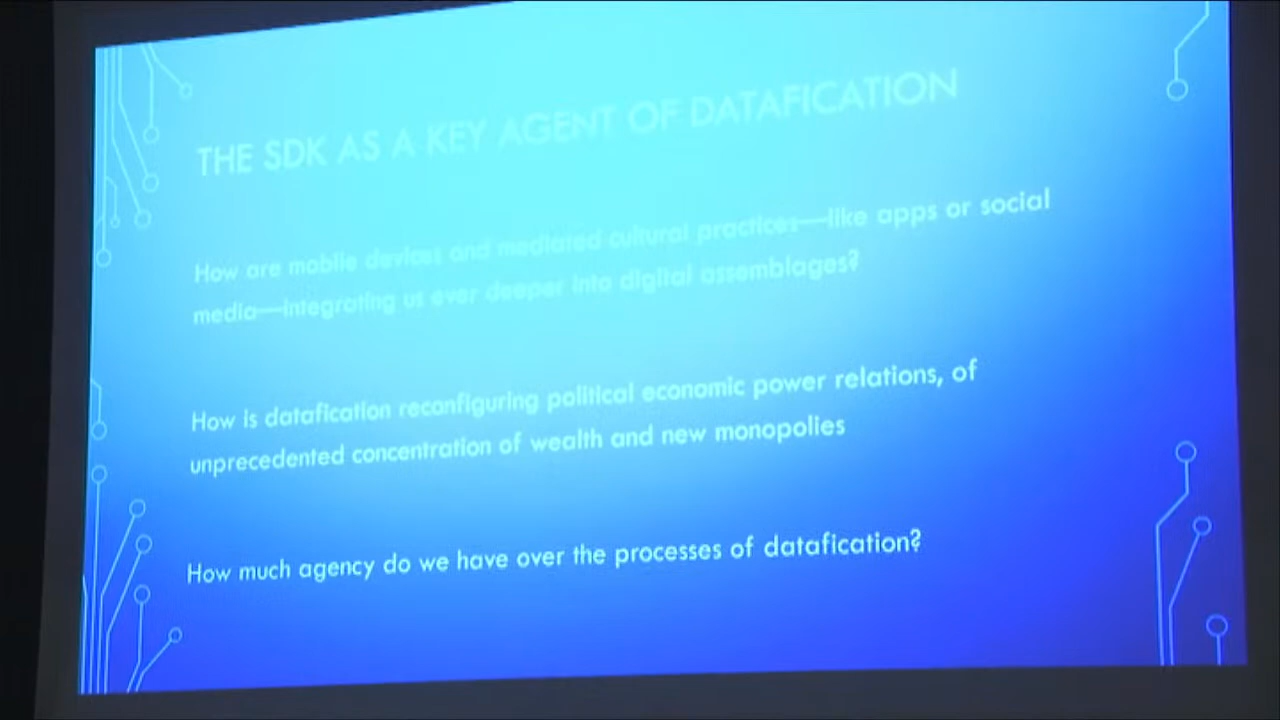 THE SDK AS A KEY AGENT OF DATAFICATION
How are mobile devices and mediated cultural practices—like apps or social
media—integrating us ever deeper into digital assemblages?
How is datafication reconfiguring political economic power relations, of
unprecedented concentration of wealth and new monopolies
How much agency do we have over the processes of datafication?